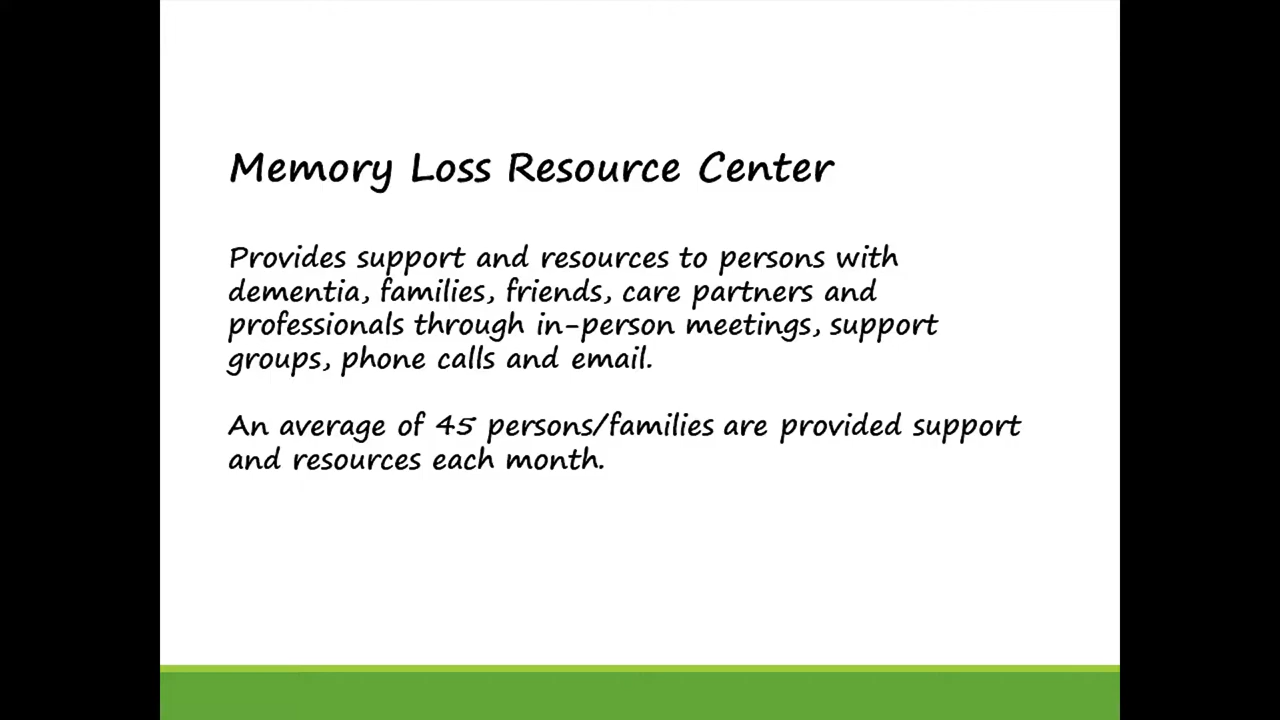 Memory Loss Resource Center
Provides support and resources to persons with
dementia, families, friends, care partners and
professionals through in-person meetings, support
groups, phone calls and email.
An average of 45 persons/families are provided support
and resources each month.